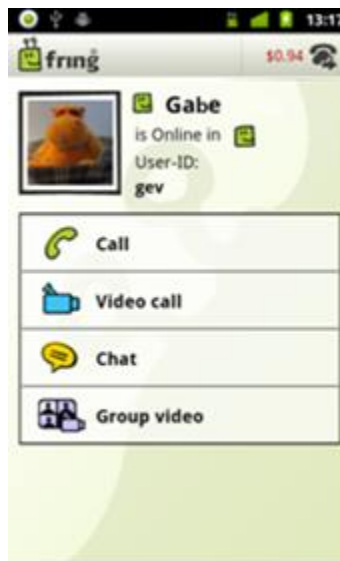 13:17
fring
$0.94
Gabe
is Online in
User-ID:
gev
Call
Video call
Chat
Group video